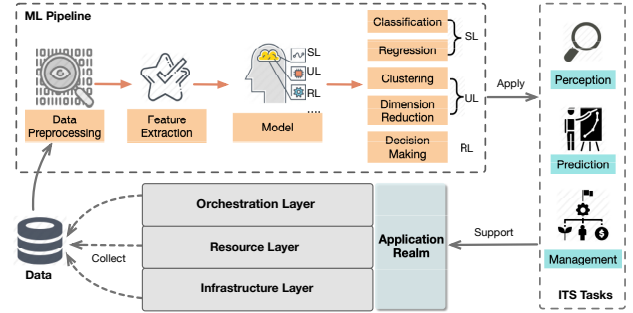 ML Pipeline
Data
Preprocessing
Feature
Extraction
Model
SL
UL
RL
....
Classification
Regression
SL
Clustering
Dimension
Reduction
UL
Decision
Making
RL
Apply
Perception
Prediction
Management
ITS Tasks
Support
Application
Realm
Orchestration Layer
Resource Layer
Infrastructure Layer
Collect
Data